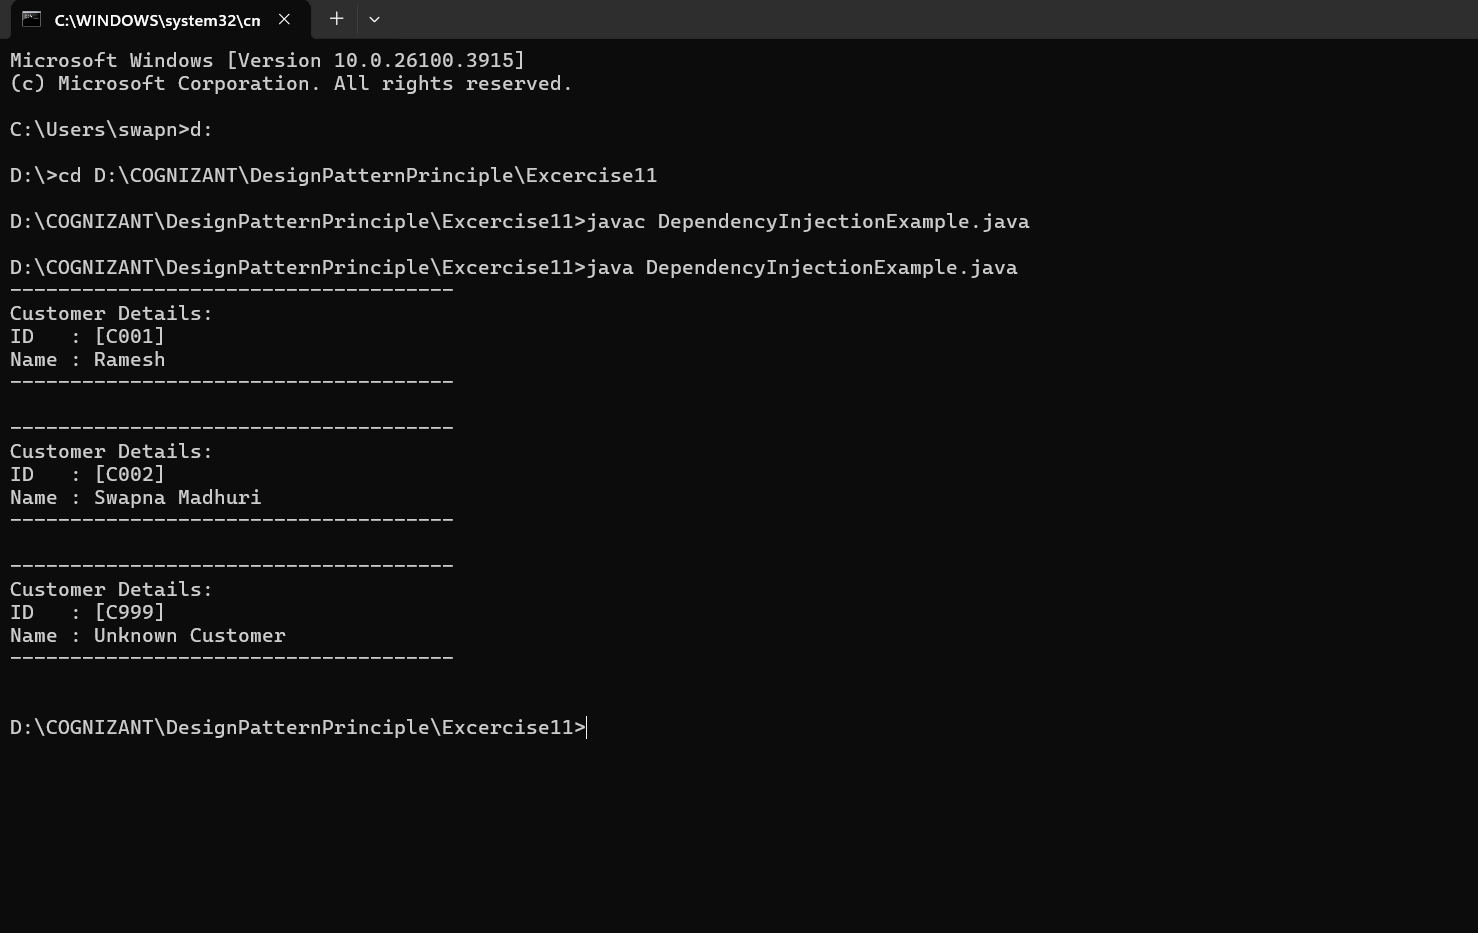 C:\WINDOWS\system32\cn
Microsoft Windows [Version 10.0.26100.3915]
(c) Microsoft Corporation. All rights reserved.
C:\Users\swapn>d:
D:\>cd D:\COGNIZANT\DesignPatternPrinciple\Excercise11
D:\COGNIZANT\DesignPatternPrinciple\Excercise11>javac DependencyInjectionExample.java
D:\COGNIZANT\DesignPatternPrinciple\Excercise11>java DependencyInjectionExample.java
-------------------------------------
Customer Details:
ID   : [C001]
Name : Ramesh
-------------------------------------
-------------------------------------
Customer Details:
ID   : [C002]
Name : Swapna Madhuri
-------------------------------------
-------------------------------------
Customer Details:
ID   : [C999]
Name : Unknown Customer
-------------------------------------
D:\COGNIZANT\DesignPatternPrinciple\Excercise11>